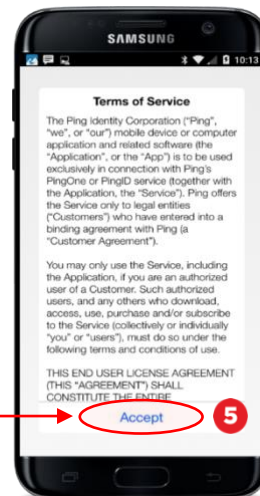 SAMSUNG
10:13
Terms of Service
The Ping Identity Corporation ("Ping",
"we", or "our") mobile device or computer
application and related software (the
"Application", or the "App") is to be used
exclusively in connection with Ping's
PingOne or PingID service (together with
the Application, the "Service"). Ping offers
the Service only to legal entities
("Customers") who have entered into a
binding agreement with Ping (a
"Customer Agreement").
You may only use the Service, including
the Application, if you are an authorized
user of a Customer. Such authorized
users, and any others who download,
access, use, purchase and/or subscribe
to the Service (collectively or individually
"you" or "users"), must do so under the
following terms and conditions of use.
THIS END USER LICENSE AGREEMENT
(THIS "AGREEMENT") SHALL
CONSTITUTE THE ENTIRE
Accept
5